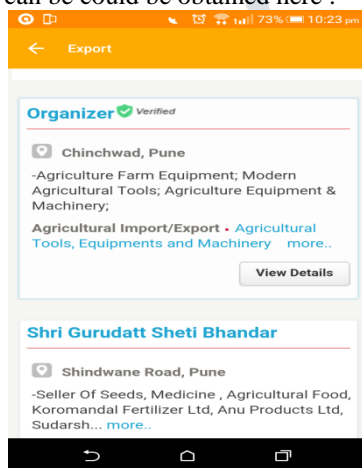 can be could be obtained here .
73% 10:23 pm
Export
Organizer Verified
Chinchwad, Pune
-Agriculture Farm Equipment; Modern
Agricultural Tools; Agriculture Equipment &
Machinery;
Agricultural Import/Export • Agricultural
Tools, Equipments and Machinery more..
View Details
Shri Gurudatt Sheti Bhandar
Shindwane Road, Pune
-Seller Of Seeds, Medicine , Agricultural Food,
Koromandal Fertilizer Ltd, Anu Products Ltd,
Sudarsh... more..